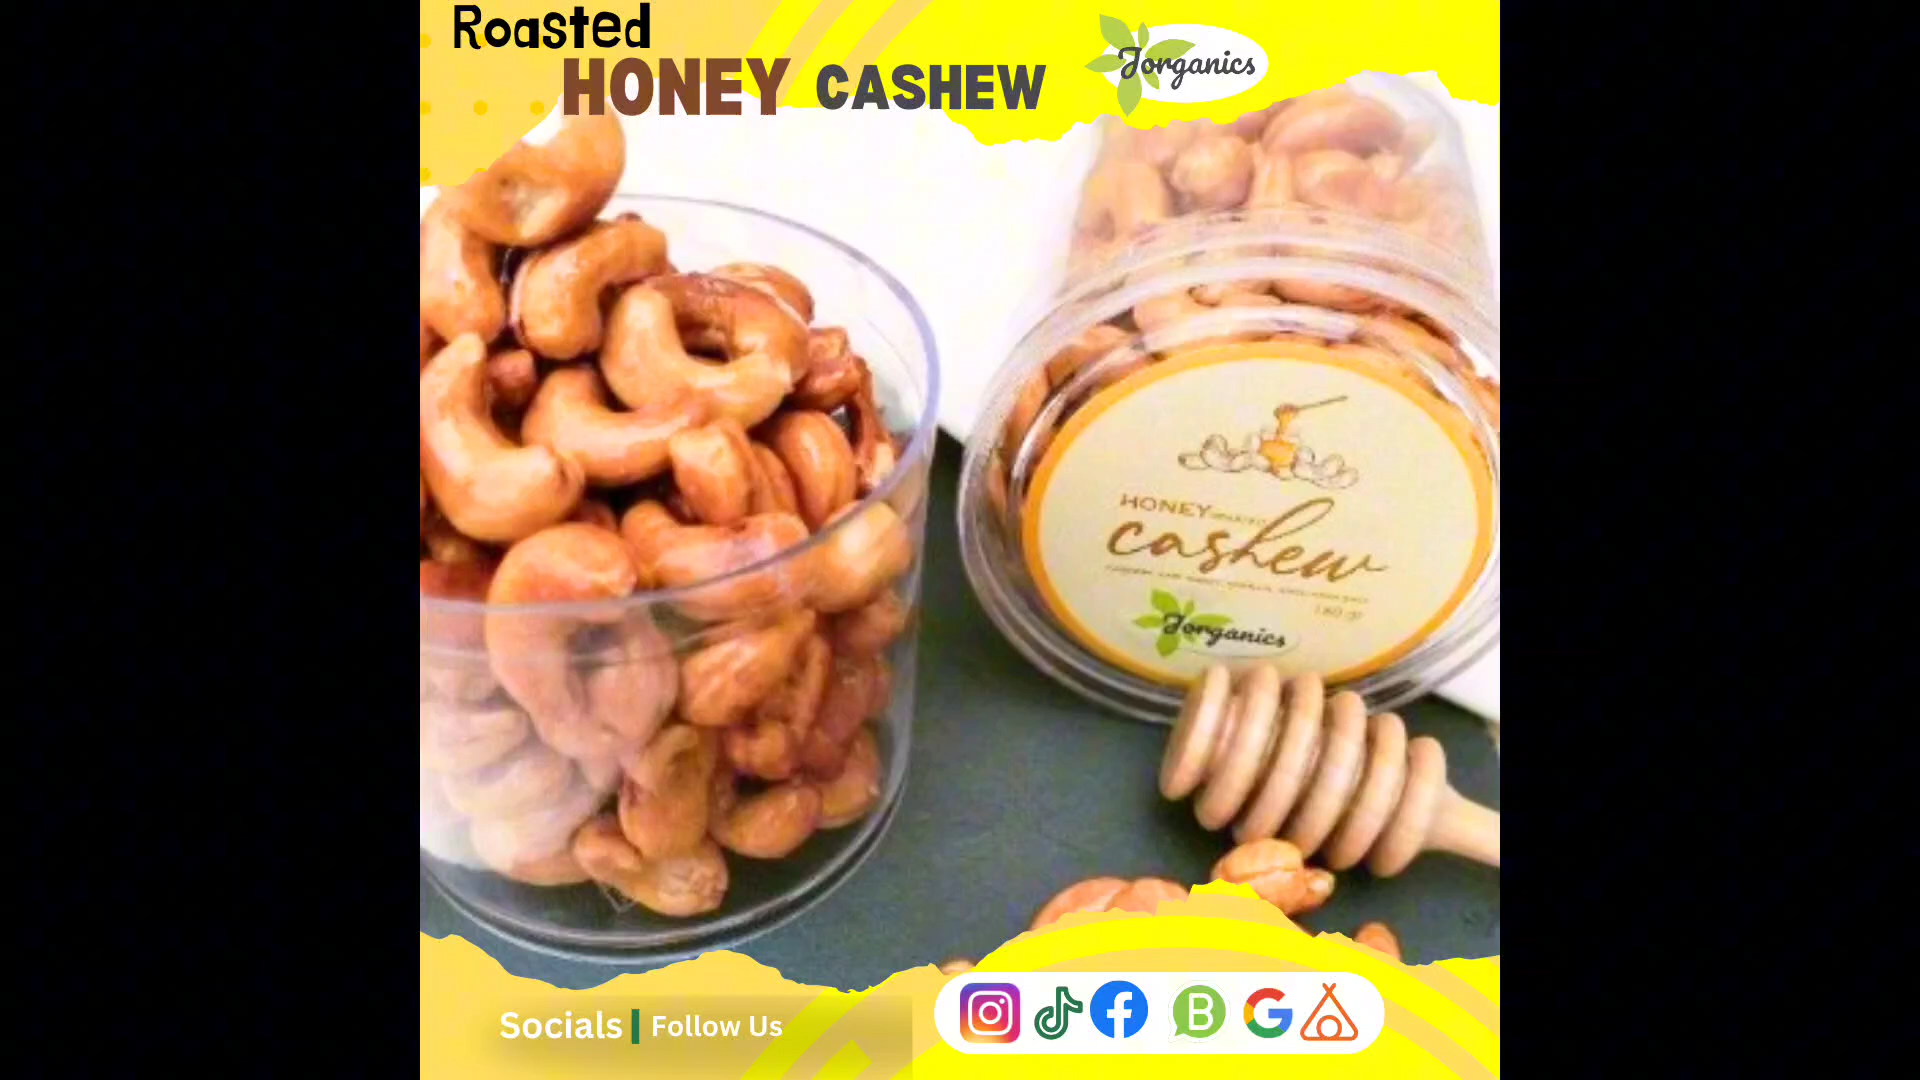 Roasted
HONEY CASHEW
Jorganics
HONEY
cashew
Jorganics
Socials
Follow Us